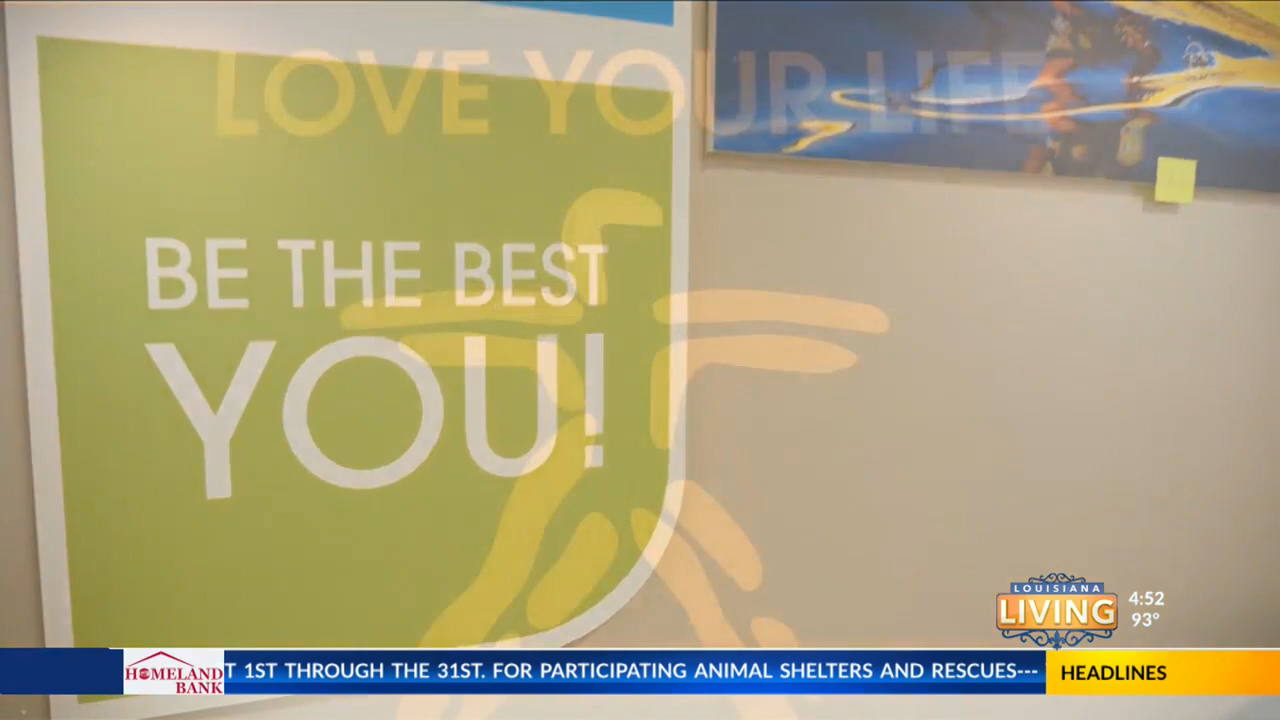 LOVE YOUR LIFE
BE THE BEST
YOU!
LOUISIANA
LIVING
4:52
93°
HOMELAND
BANK
T 1ST THROUGH THE 31ST. FOR PARTICIPATING ANIMAL SHELTERS AND RESCUES---
HEADLINES